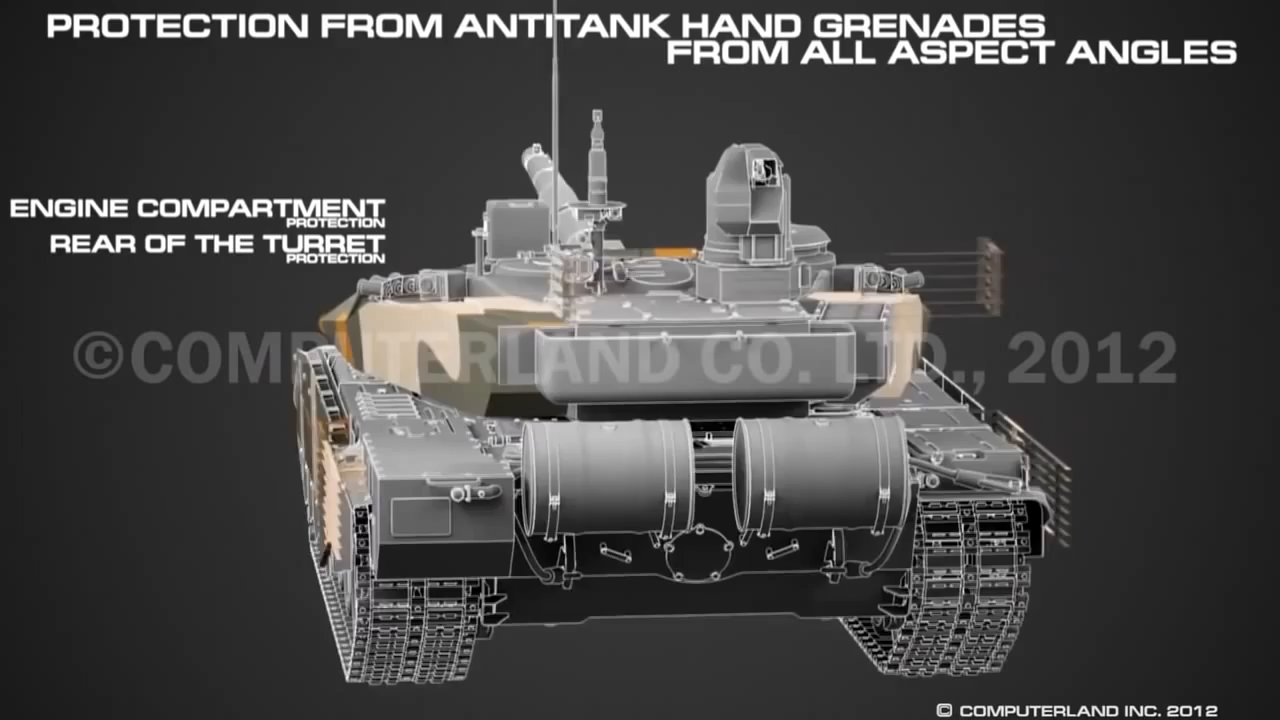 PROTECTION FROM ANTITANK HAND GRENADES
FROM ALL ASPECT ANGLES
ENGINE COMPARTMENT
PROTECTION
REAR OF THE TURRET
PROTECTION
©COMPUTERLAND CO. LTD., 2012
© COMPUTERLAND INC. 2012